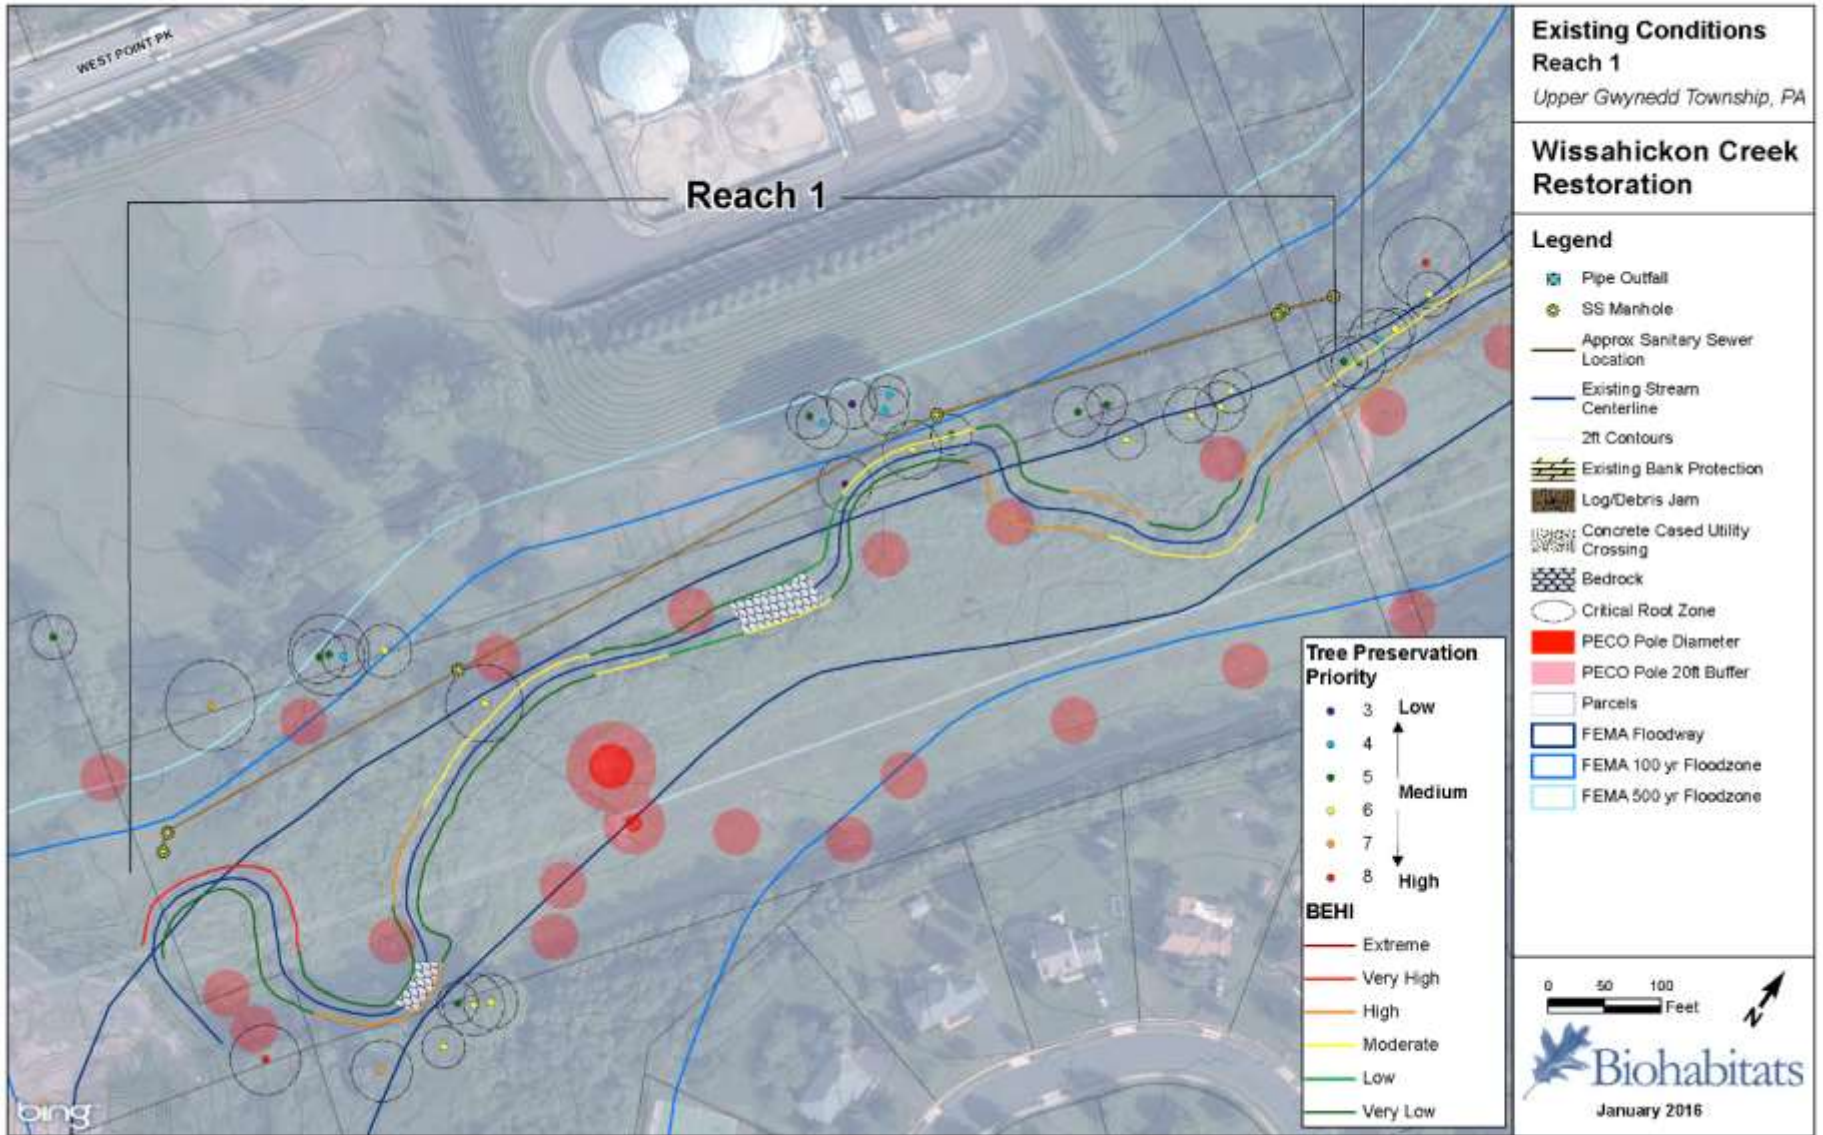 WEST POINT PK
Reach 1
bing
Tree Preservation
Priority
3 Low
4
5
Medium
6
7
8 High
BEHI
Extreme
Very High
High
Moderate
Low
Very Low
Existing Conditions
Reach 1
Upper Gwynedd Township, PA
Wissahickon Creek
Restoration
Legend
Pipe Outfall
SS Manhole
Approx Sanitary Sewer
Location
Existing Stream
Centerline
2ft Contours
Existing Bank Protection
Log/Debris Jam
Concrete Cased Utility
Crossing
Bedrock
Critical Root Zone
PECO Pole Diameter
PECO Pole 20ft Buffer
Parcels
FEMA Floodway
FEMA 100 yr Floodzone
FEMA 500 yr Floodzone
0 50 100
Feet
N
Biohabitats
January 2016